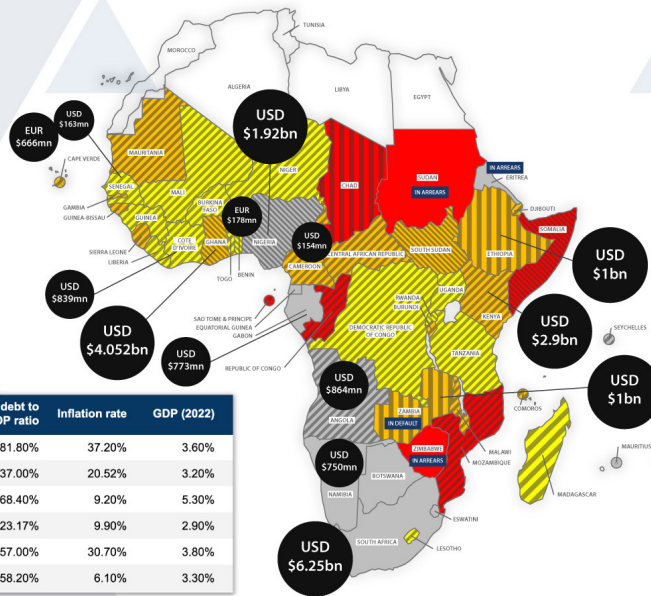 TUNISIA
MOROCCO
ALGERIA
LIBYA
EGYPT
USD
$1.92bn
USD
$163mn
EUR
$666mn
CAPE VERDE
MAURITANIA
MALI
NIGER
CHAD
SUDAN
IN ARREARS
IN ARREARS
ERITREA
SENEGAL
GAMBIA
GUINEA-BISSAU
GUINEA
BURKINA
FASO
EUR
$178mn
NIGERIA
USD
$154mn
DJIBOUTI
SOMALIA
ETHIOPIA
SOUTH SUDAN
CENTRAL AFRICAN REPUBLIC
CAMEROON
SIERRA LEONE
LIBERIA
COTE
D'IVOIRE
GHANA
TOGO
BENIN
USD
$839mn
USD
$4.052bn
USD
$773mn
SAO TOME & PRINCIPE
EQUATORIAL GUINEA
GABON
REPUBLIC OF CONGO
DEMOCRATIC REPUBLIC
OF CONGO
RWANDA
BURUNDI
UGANDA
KENYA
TANZANIA
USD
$1bn
USD
$2.9bn
SEYCHELLES
USD
$1bn
COMOROS
USD
$864mn
ANGOLA
ZAMBIA
IN DEFAULT
MALAWI
MOZAMBIQUE
ZIMBABWE
IN ARREARS
MAURITIUS
MADAGASCAR
USD
$750mn
NAMIBIA
BOTSWANA
ESWATINI
SOUTH AFRICA
LESOTHO
USD
$6.25bn
debt to
DP ratio Inflation rate GDP (2022)
81.80% 37.20% 3.60%
37.00% 20.52% 3.20%
68.40% 9.20% 5.30%
23.17% 9.90% 2.90%
57.00% 30.70% 3.80%
58.20% 6.10% 3.30%